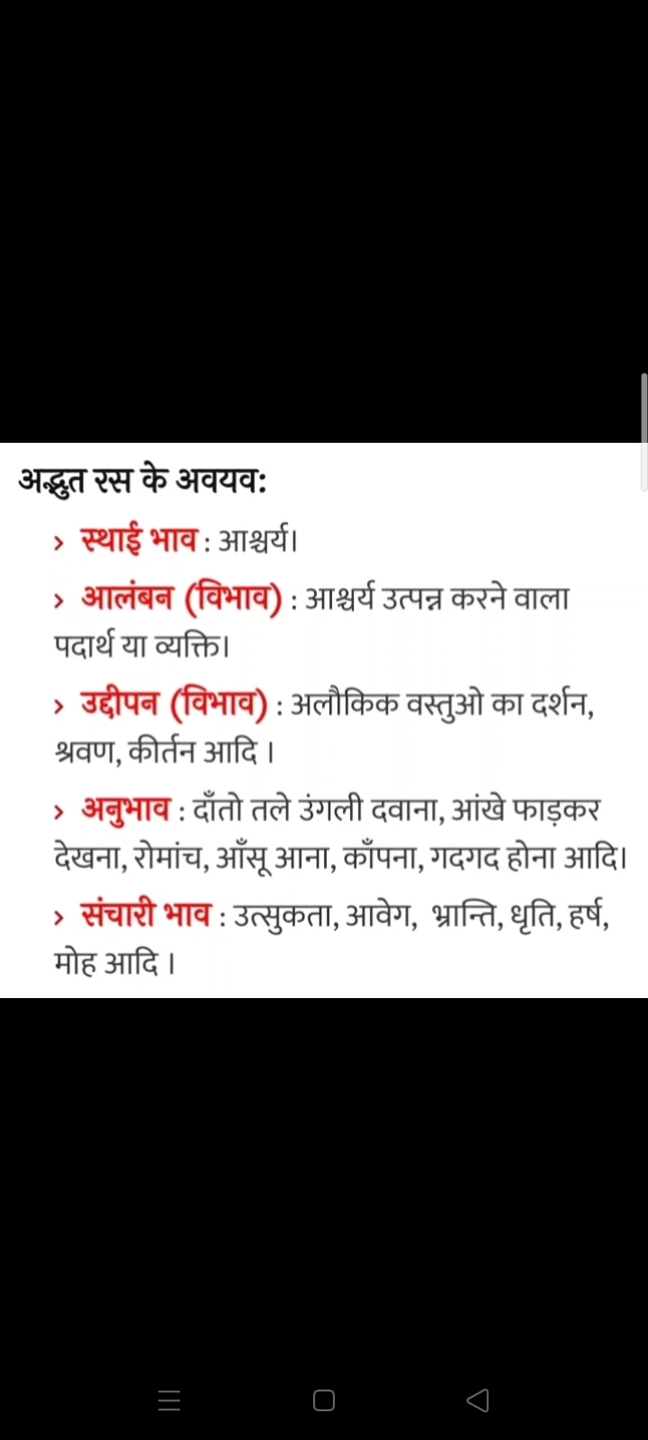 अद्भुत रस के अवयव:
› स्थाई भाव : आश्चर्य।
› आलंबन (विभाव) : आश्चर्य उत्पन्न करने वाला
पदार्थ या व्यक्ति।
› उद्दीपन (विभाव) : अलौकिक वस्तुओ का दर्शन,
श्रवण, कीर्तन आदि ।
› अनुभाव : दाँतो तले उंगली दवाना, आंखे फाड़कर
देखना, रोमांच, आँसू आना, काँपना, गदगद होना आदि।
› संचारी भाव : उत्सुकता, आवेग, भ्रान्ति, धृति, हर्ष,
मोह आदि ।